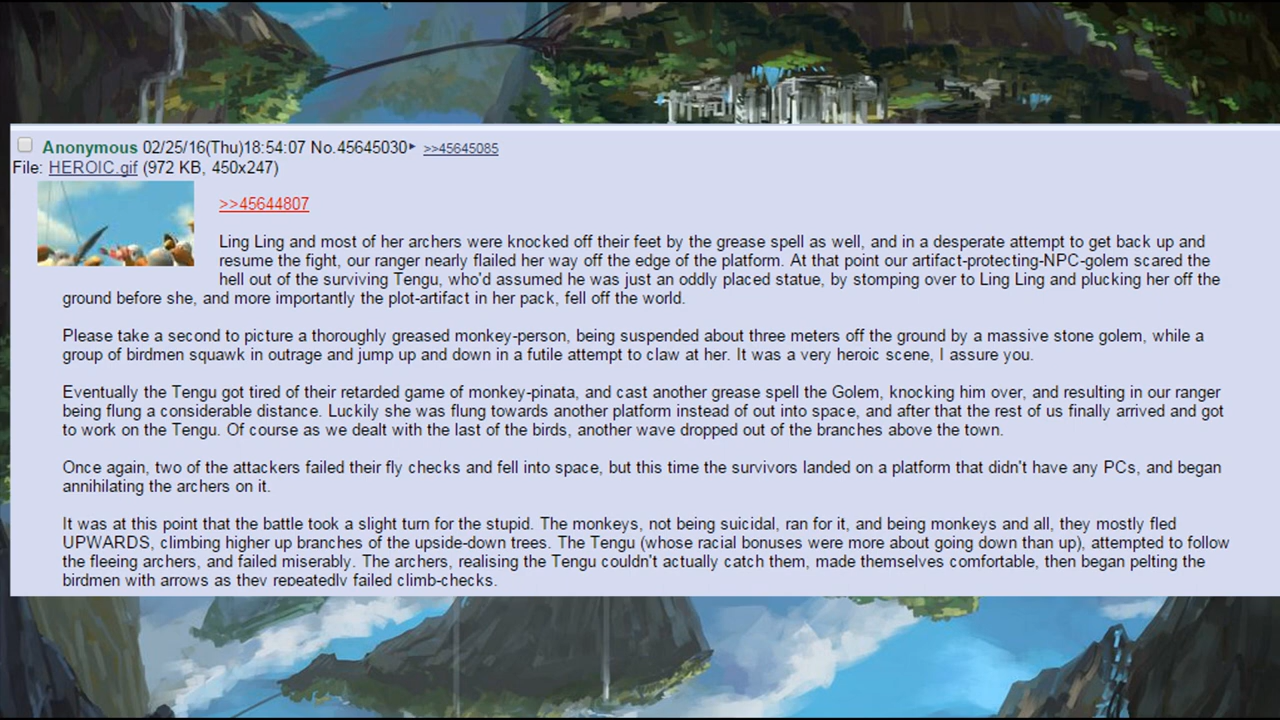 Anonymous 02/25/16(Thu)18:54:07 No.45645030 >>45645085
File: HEROIC.gif (972 KB, 450x247)
>>45644807
Ling Ling and most of her archers were knocked off their feet by the grease spell as well, and in a desperate attempt to get back up and
resume the fight, our ranger nearly flailed her way off the edge of the platform. At that point our artifact-protecting-NPC-golem scared the
hell out of the surviving Tengu, who'd assumed he was just an oddly placed statue, by stomping over to Ling Ling and plucking her off the
ground before she, and more importantly the plot-artifact in her pack, fell off the world.
Please take a second to picture a thoroughly greased monkey-person, being suspended about three meters off the ground by a massive stone golem, while a
group of birdmen squawk in outrage and jump up and down in a futile attempt to claw at her. It was a very heroic scene, I assure you.
Eventually the Tengu got tired of their retarded game of monkey-pinata, and cast another grease spell the Golem, knocking him over, and resulting in our ranger
being flung a considerable distance. Luckily she was flung towards another platform instead of out into space, and after that the rest of us finally arrived and got
to work on the Tengu. Of course as we dealt with the last of the birds, another wave dropped out of the branches above the town.
Once again, two of the attackers failed their fly checks and fell into space, but this time the survivors landed on a platform that didn't have any PCs, and began
annihilating the archers on it.
It was at this point that the battle took a slight turn for the stupid. The monkeys, not being suicidal, ran for it, and being monkeys and all, they mostly fled
UPWARDS, climbing higher up branches of the upside-down trees. The Tengu (whose racial bonuses were more about going down than up), attempted to follow
the fleeing archers, and failed miserably. The archers, realising the Tengu couldn't actually catch them, made themselves comfortable, then began pelting the
birdmen with arrows as they repeatedly failed climb-checks.